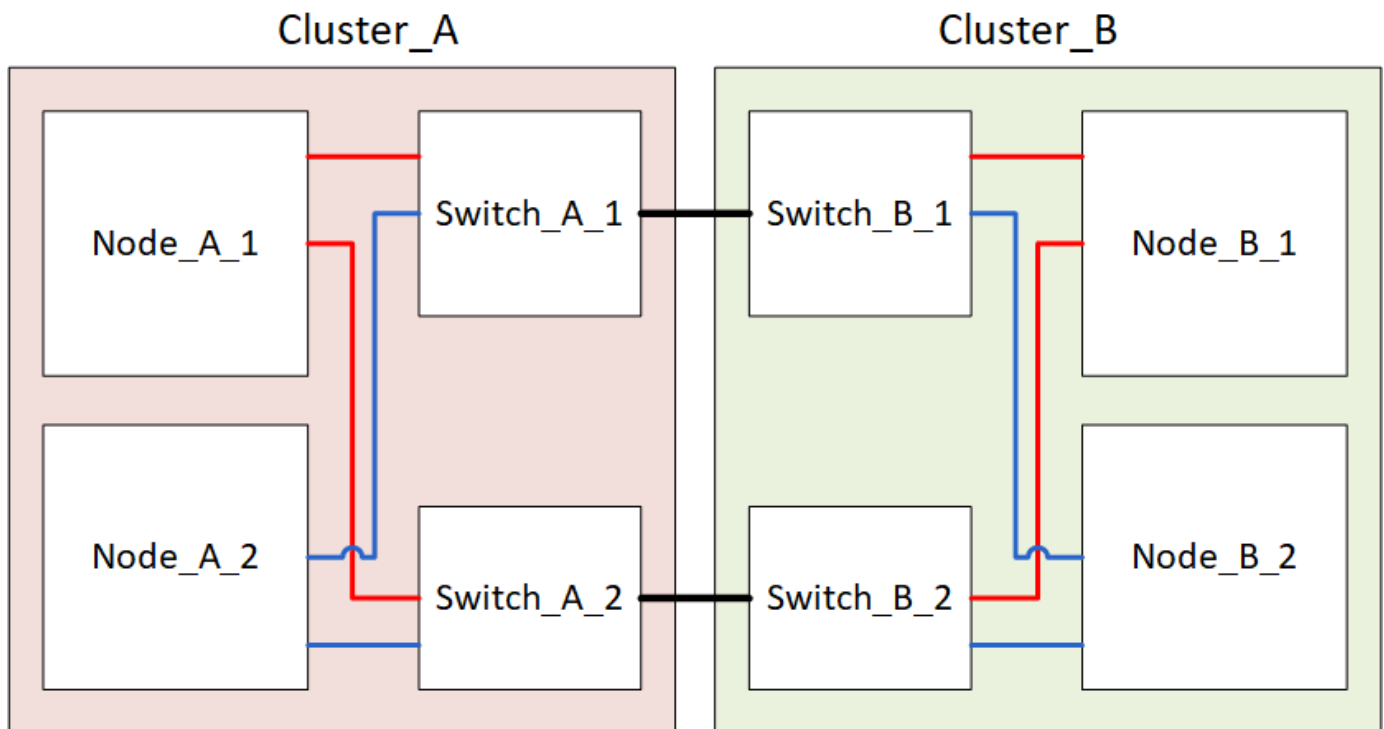 Cluster_A
Cluster_B
Node_A_1
Switch_A_1
Switch_B_1
Node_B_1
Node_A_2
Switch_A_2
Switch_B_2
Node_B_2